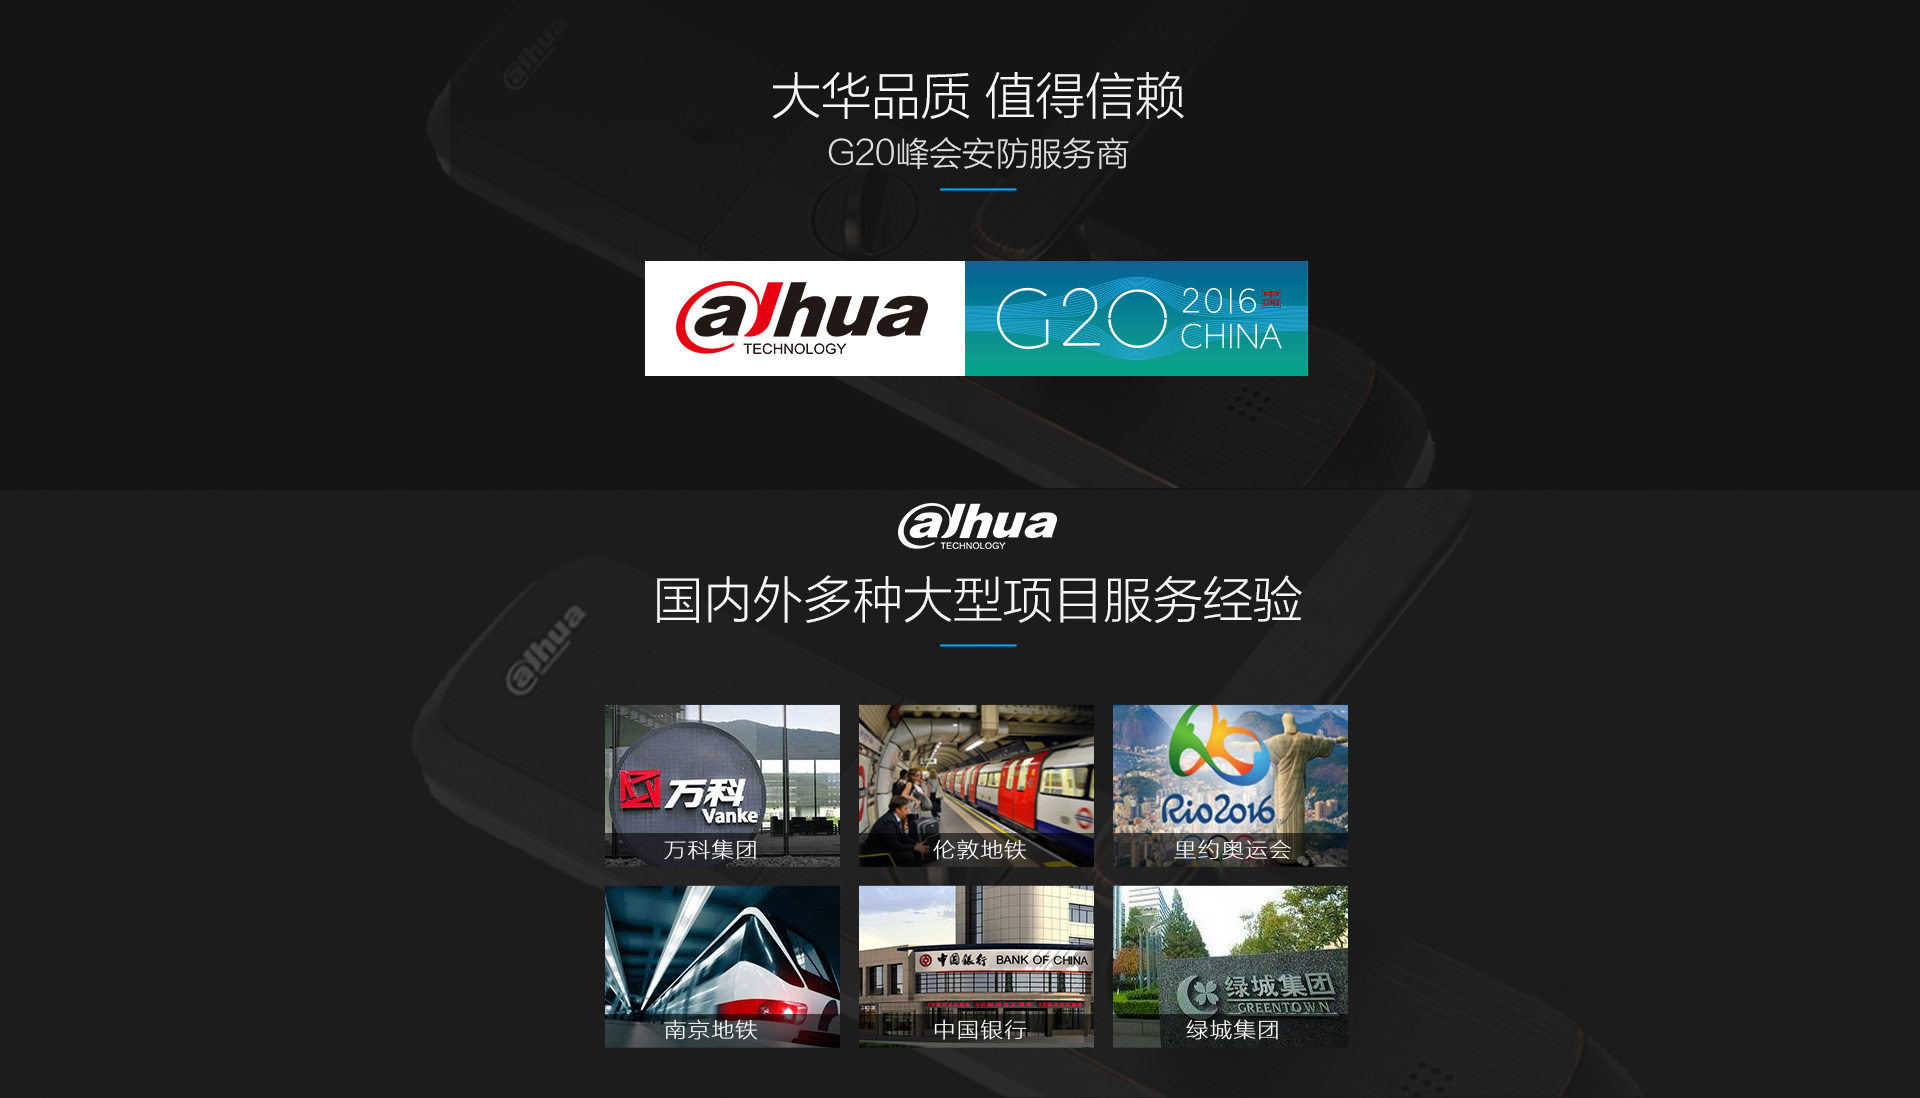 alhua
大华品质 值得信赖
G20峰会安防服务商
alhua
TECHNOLOGY
G20
2016 中国
CHINA
alhua
TECHNOLOGY
国内外多种大型项目服务经验
alhua
万科
Vanke
万科集团
伦敦地铁
Rio2016
里约奥运会
南京地铁
中国银行 BANK OF CHINA
中国银行
绿城集团
GREENTOWN
绿城集团